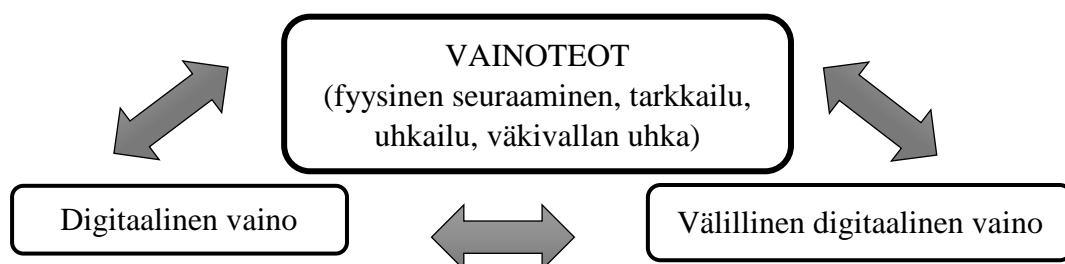 VAINOTEOT
(fyysinen seuraaminen, tarkkailu,
uhkailu, väkivallan uhka)
Digitaalinen vaino
Välillinen digitaalinen vaino